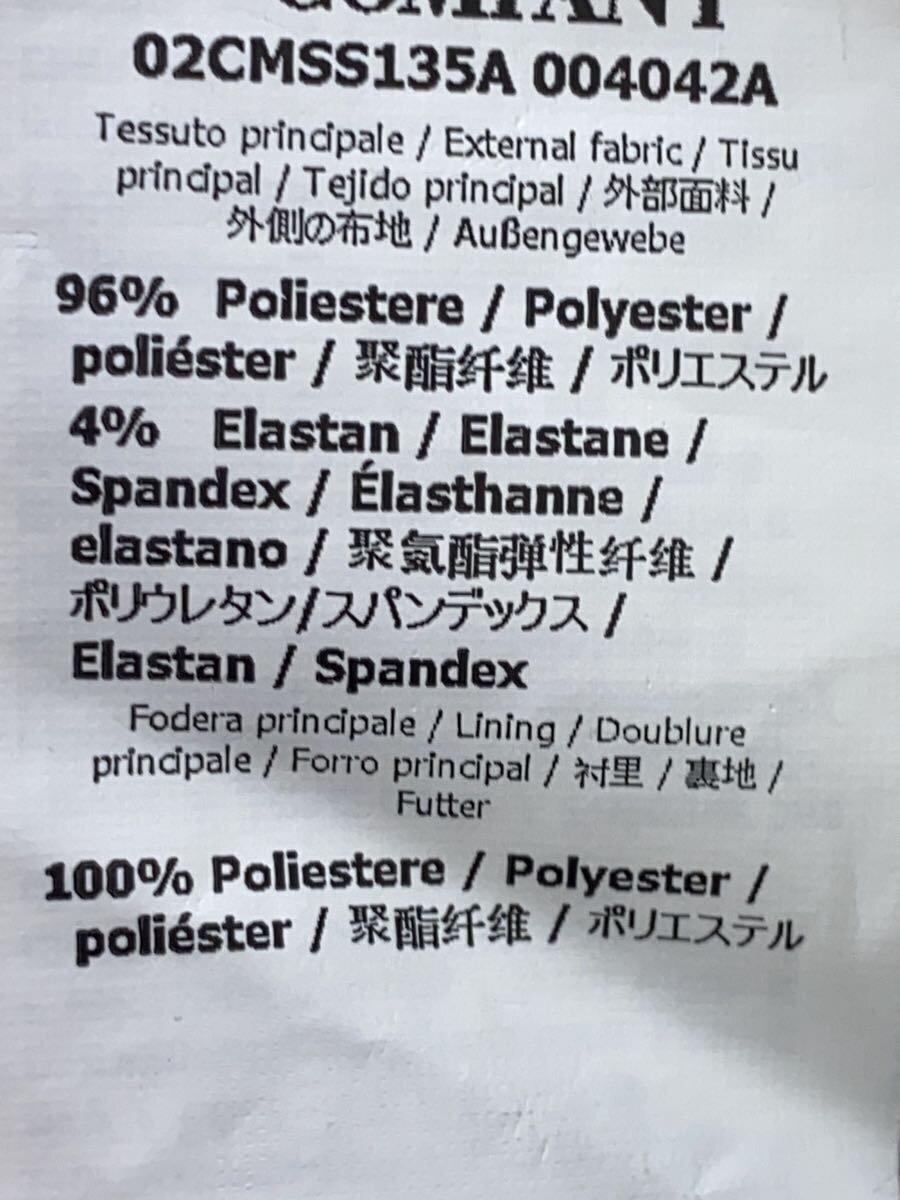 COMPANY
02CMSS135A 004042A
Tessuto principale / External fabric / Tissu
principal / Tejido principal / 外部面料 /
外側の布地 / Außengewebe
96% Poliestere / Polyester /
poliéster / 聚酯纤维 / ポリエステル
4% Elastan / Elastane /
Spandex / Élasthanne /
elastano / 聚氨酯弹性纤维 /
ポリウレタン/スパンデックス /
Elastan / Spandex
Fodera principale / Lining / Doublure
principale / Forro principal / 衬里 / 裏地 /
Futter
100% Poliestere / Polyester /
poliéster / 聚酯纤维 / ポリエステル